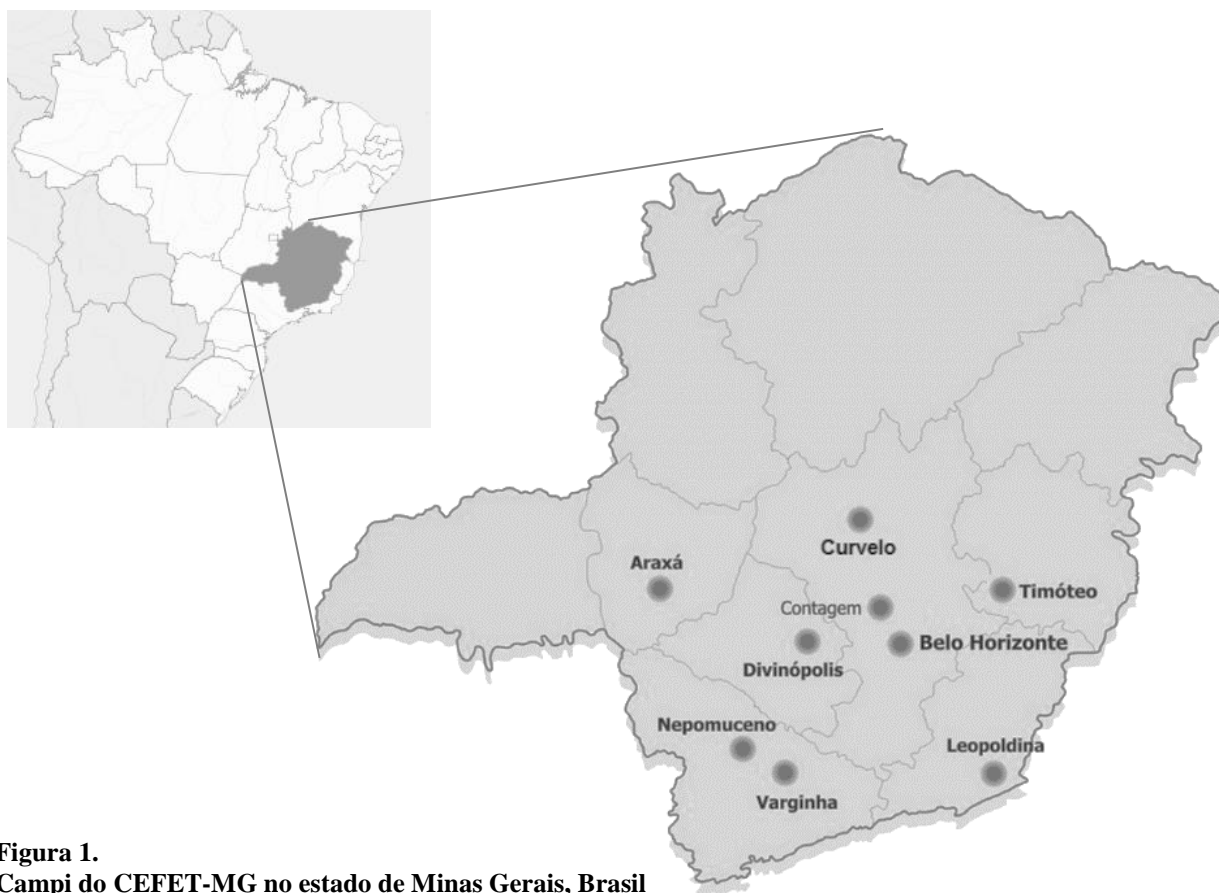 Curvelo
Araxá
Timóteo
Contagem
Belo Horizonte
Divinópolis
Nepomuceno
Leopoldina
Varginha
Figura 1.
Campi do CEFET-MG no estado de Minas Gerais, Brasil